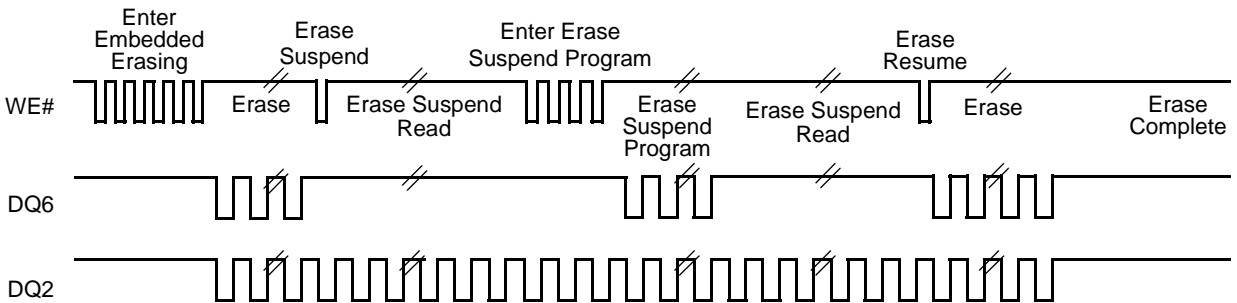 Enter
Embedded
Erasing
Erase
Suspend
Enter Erase
Suspend Program
Erase
Resume
WE#
Erase
Erase Suspend
Read
Erase
Suspend
Program
Erase Suspend
Read
Erase
Erase
Complete
DQ6
DQ2